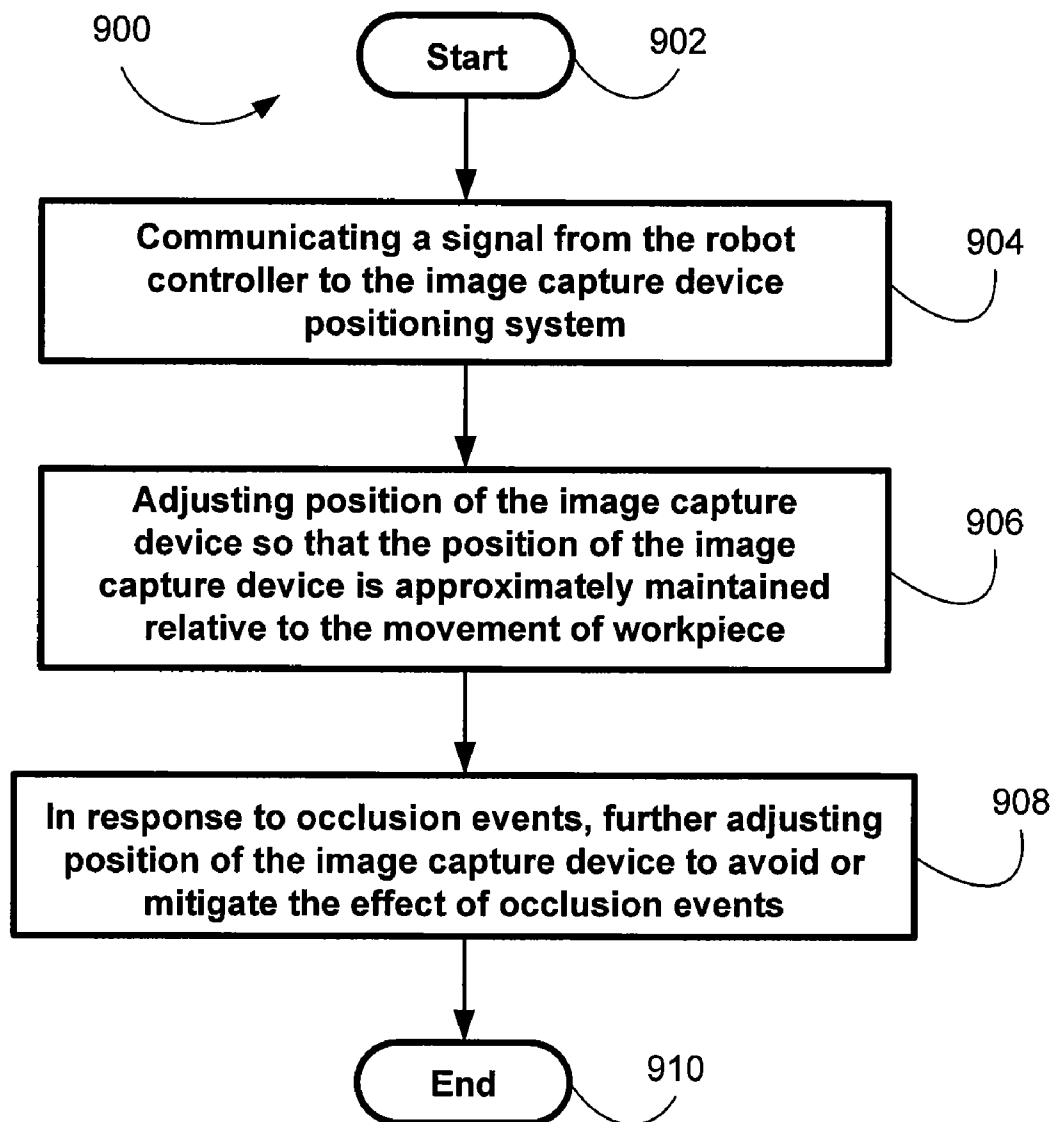 900
Start
902
Communicating a signal from the robot
controller to the image capture device
positioning system
904
Adjusting position of the image capture
device so that the position of the image
capture device is approximately maintained
relative to the movement of workpiece
906
In response to occlusion events, further adjusting
position of the image capture device to avoid or
mitigate the effect of occlusion events
908
End
910